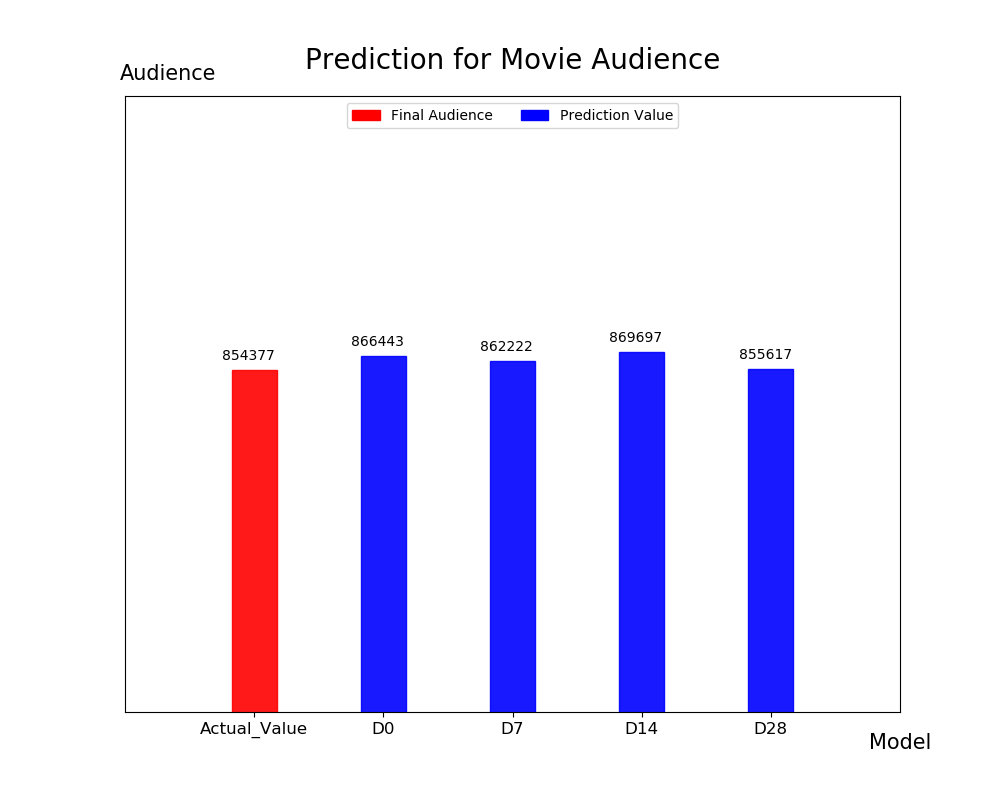 Prediction for Movie Audience
Audience
Final Audience Prediction Value
854377 866443 862222 869697 855617
Actual_Value D0 D7 D14 D28
Model